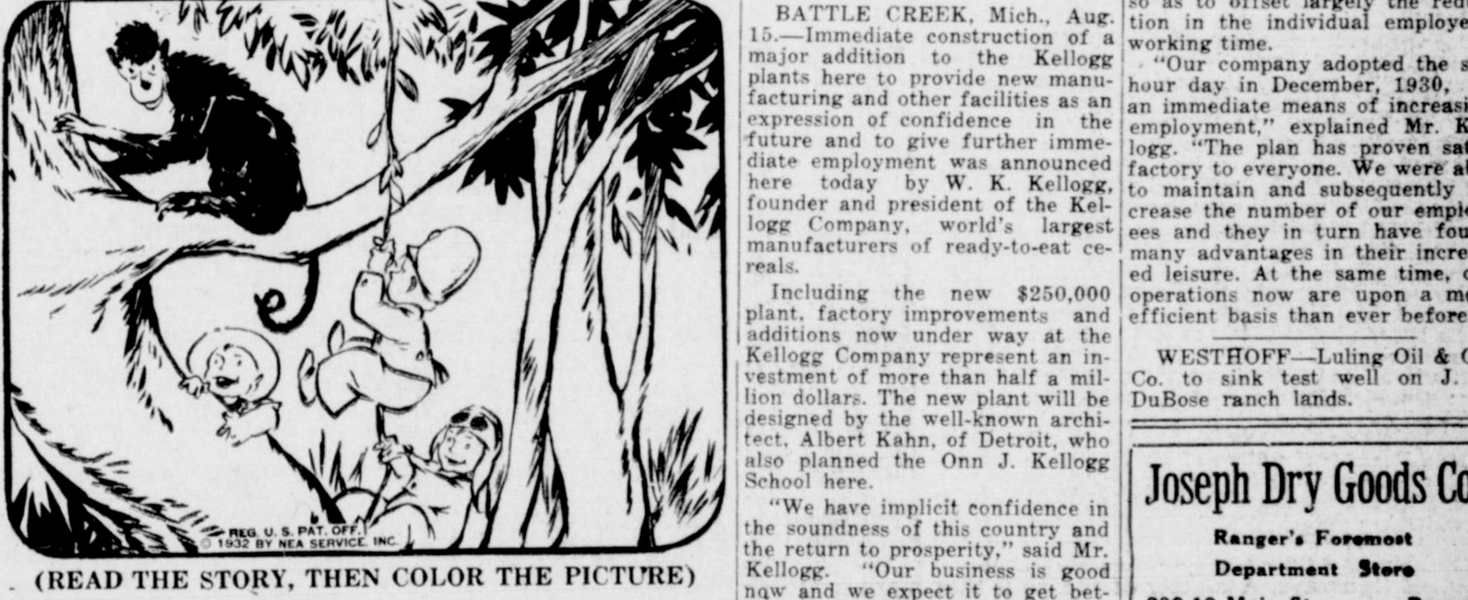 REG. U. S. PAT. OFF.
© 1932 BY NEA SERVICE, INC.
(READ THE STORY, THEN COLOR THE PICTURE)
BATTLE CREEK, Mich., Aug.
15.—Immediate construction of a
major addition to the Kellogg
plants here to provide new manu-
facturing and other facilities as an
expression of confidence in the
future and to give further imme-
diate employment was announced
here today by W. K. Kellogg,
founder and president of the Kel-
logg Company, world's largest
manufacturers of ready-to-eat ce-
reals.
Including the new $250,000
plant, factory improvements and
additions now under way at the
Kellogg Company represent an in-
vestment of more than half a mil-
lion dollars. The new plant will be
designed by the well-known archi-
tect, Albert Kahn, of Detroit, who
also planned the Onn J. Kellogg
School here.
"We have implicit confidence in
the soundness of this country and
the return to prosperity," said Mr.
Kellogg. "Our business is good
now and we expect it to get bet-
so as to offset largely the
tion in the individual employe
working time.
"Our company adopted the s
hour day in December, 1930,
an immediate means of increasi
employment," explained Mr. K
logg. "The plan has proven sat
factory to everyone. We were a
to maintain and subsequently
crease the number of our empl
ees and they in turn have fou
many advantages in their incre
ed leisure. At the same time,
operations now are upon a m
efficient basis than ever before
WESTHOFF—Luling Oil &
Co. to sink test well on J.
DuBose ranch lands.
Joseph Dry Goods Co
Ranger's Foremost
Department Store